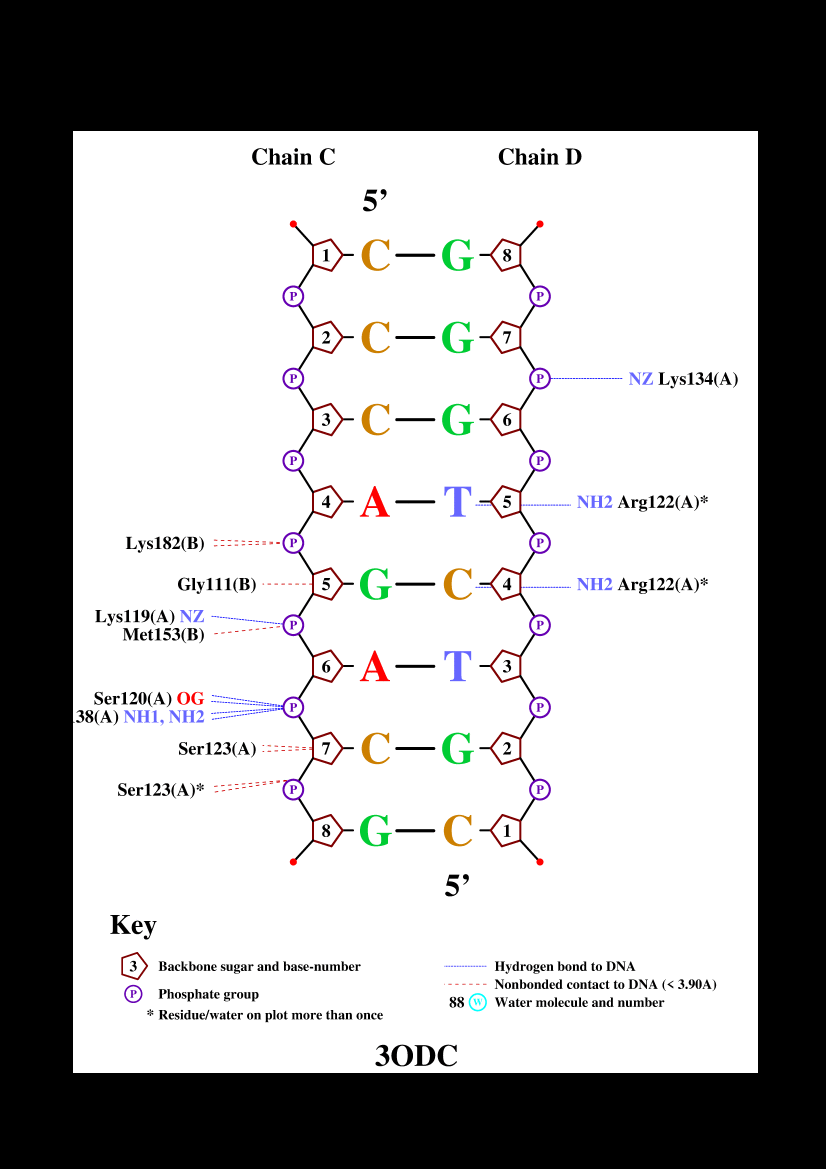 Chain C Chain D
5’
1 C G 8
P P
2 C G 7
P P NZ Lys134(A)
3 C G 6
P P
4 A T 5 NH2 Arg122(A)*
Lys182(B) P P
Gly111(B) 5 G C 4 NH2 Arg122(A)*
Lys119(A) NZ P P
Met153(B)
6 A T 3
Ser120(A) OG P P
38(A) NH1, NH2
Ser123(A) 7 C G 2
Ser123(A)* P P
8 G C 1
5’
Key
3 Backbone sugar and base-number
P Phosphate group
* Residue/water on plot more than once
Hydrogen bond to DNA
Nonbonded contact to DNA (< 3.90A)
88 W Water molecule and number
3ODC